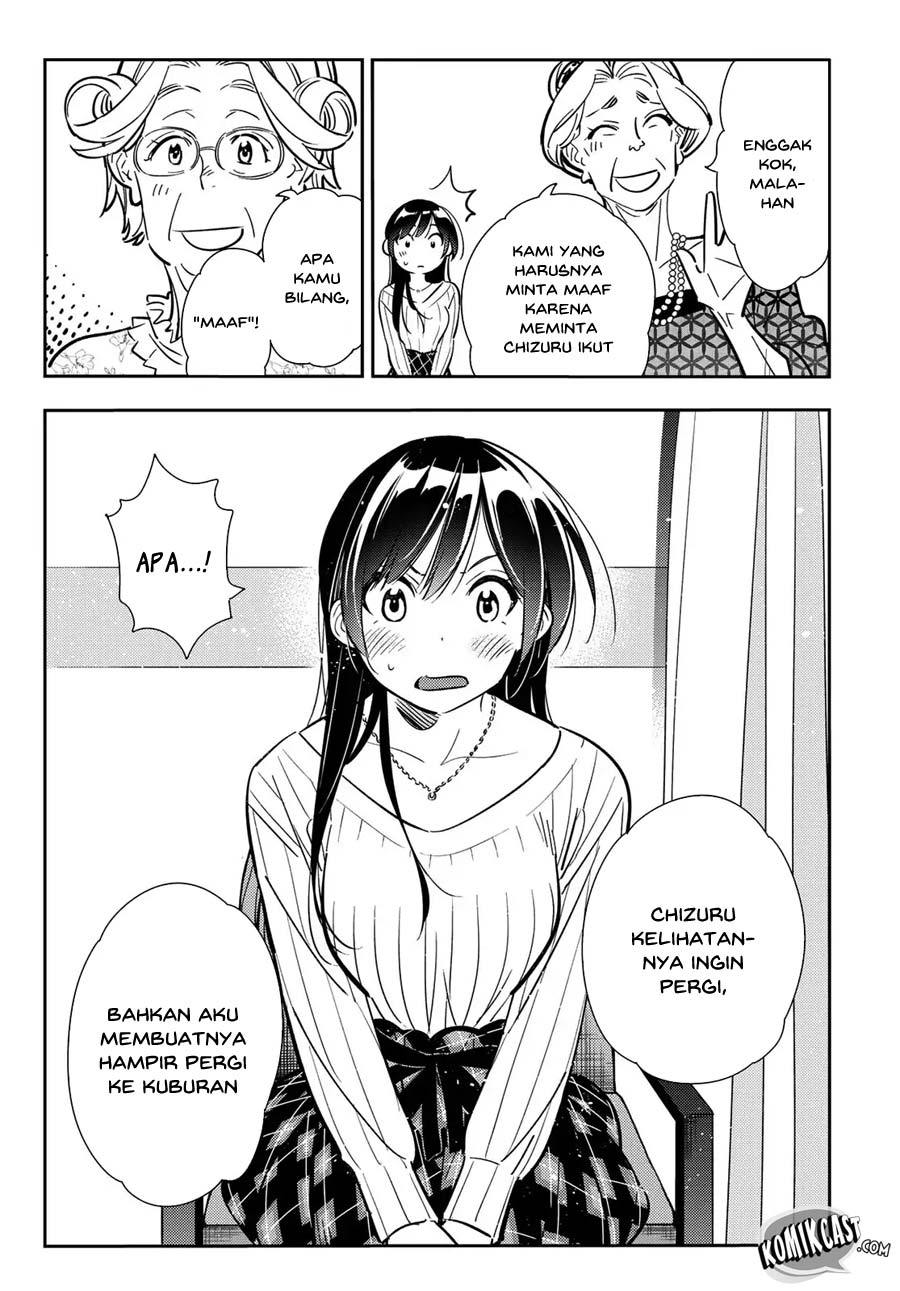 ENGGAK
KOK,
MALA-
HAN
KAMI YANG
HARUSNYA
MINTA MAAF
KARENA
MEMINTA
CHIZURU IKUT
APA
KAMU
BILANG,
"MAAF"!
APA...!
CHIZURU
KELIHATAN-
NYA INGIN
PERGI,
BAHKAN AKU
MEMBUATNYA
HAMPIR PERGI
KE KUBURAN
KOMIKCAST.COM